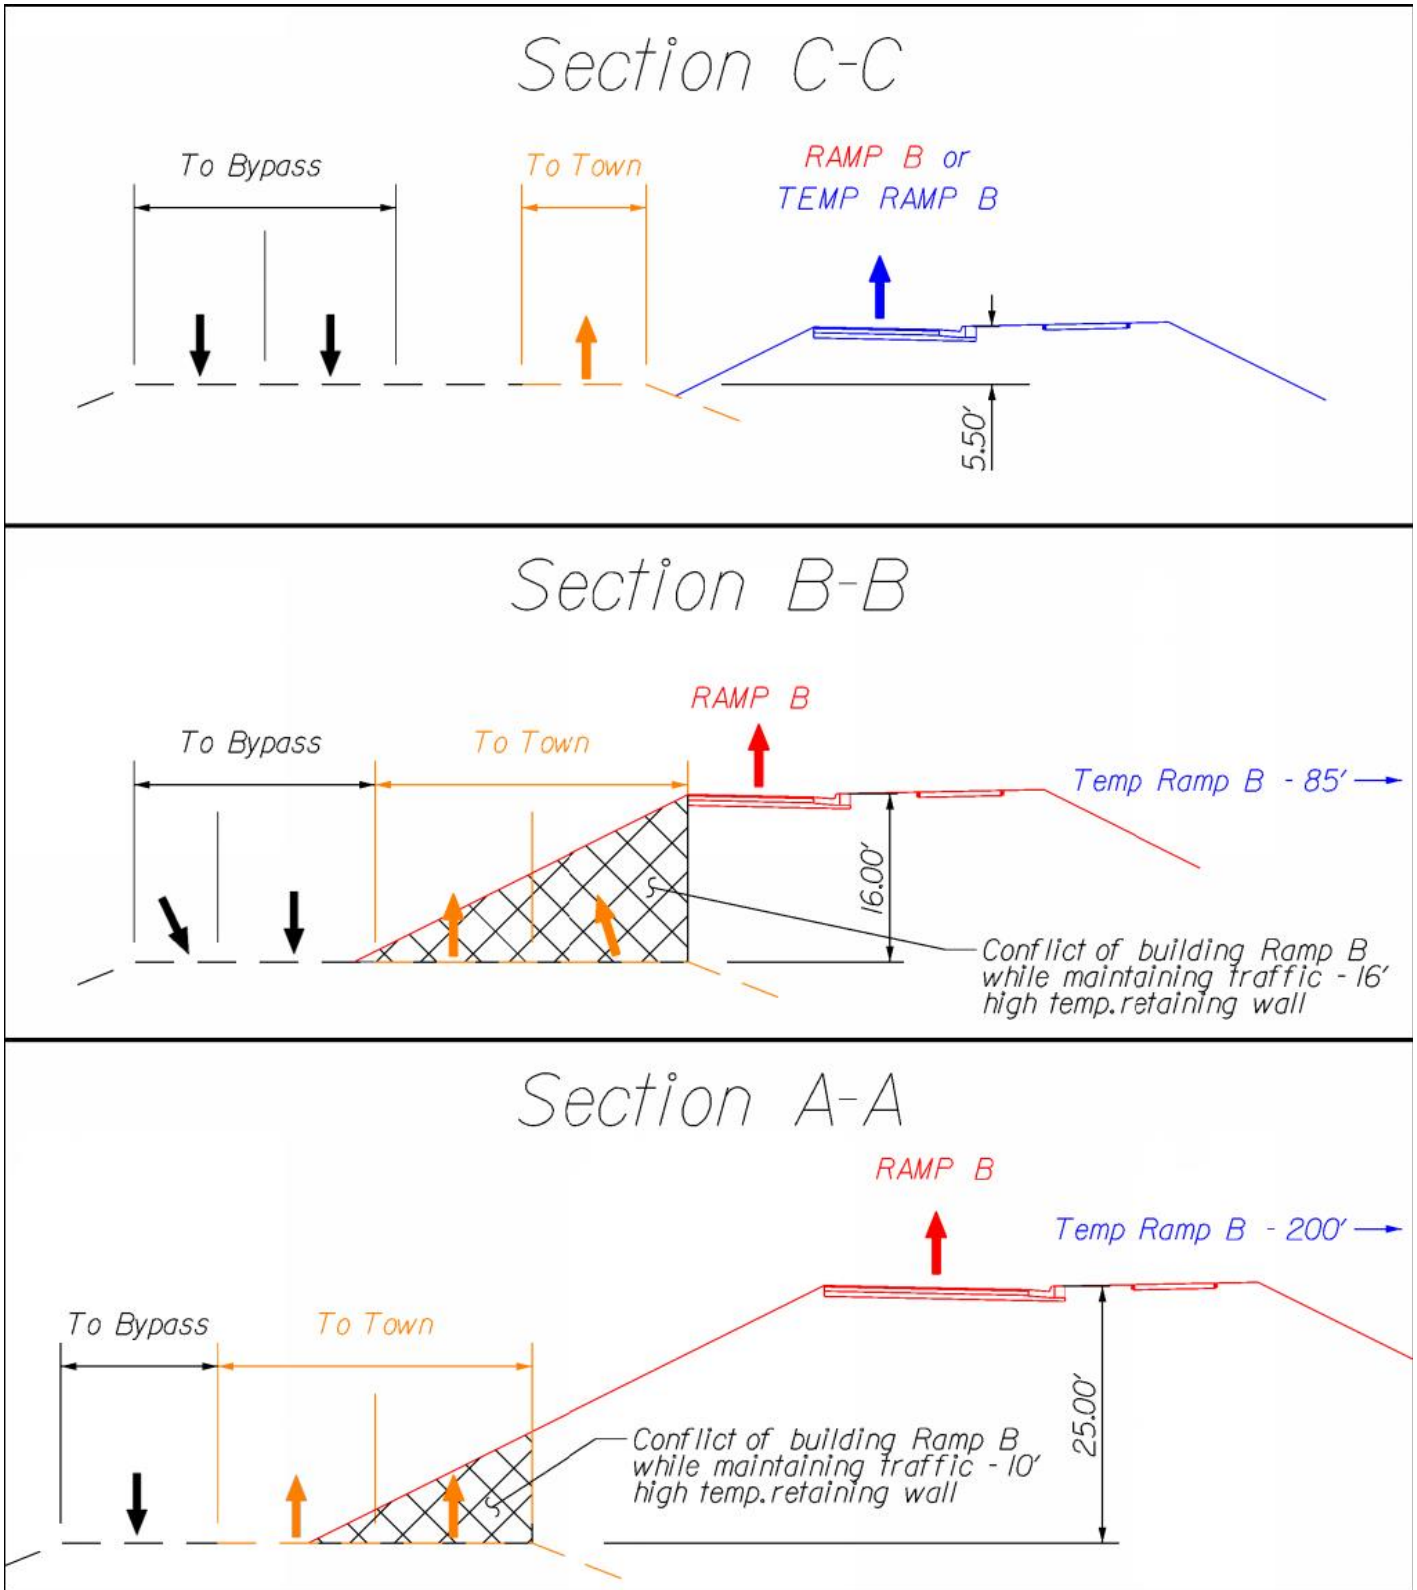 Section C-C
To Bypass
To Town
RAMP B or
TEMP RAMP B
5.50'
Section B-B
RAMP B
To Bypass
To Town
Temp Ramp B - 85'
16.00'
Conflict of building Ramp B
while maintaining traffic - 16'
high temp. retaining wall
Section A-A
RAMP B
Temp Ramp B - 200'
To Bypass
To Town
25.00'
Conflict of building Ramp B
while maintaining traffic - 10'
high temp. retaining wall